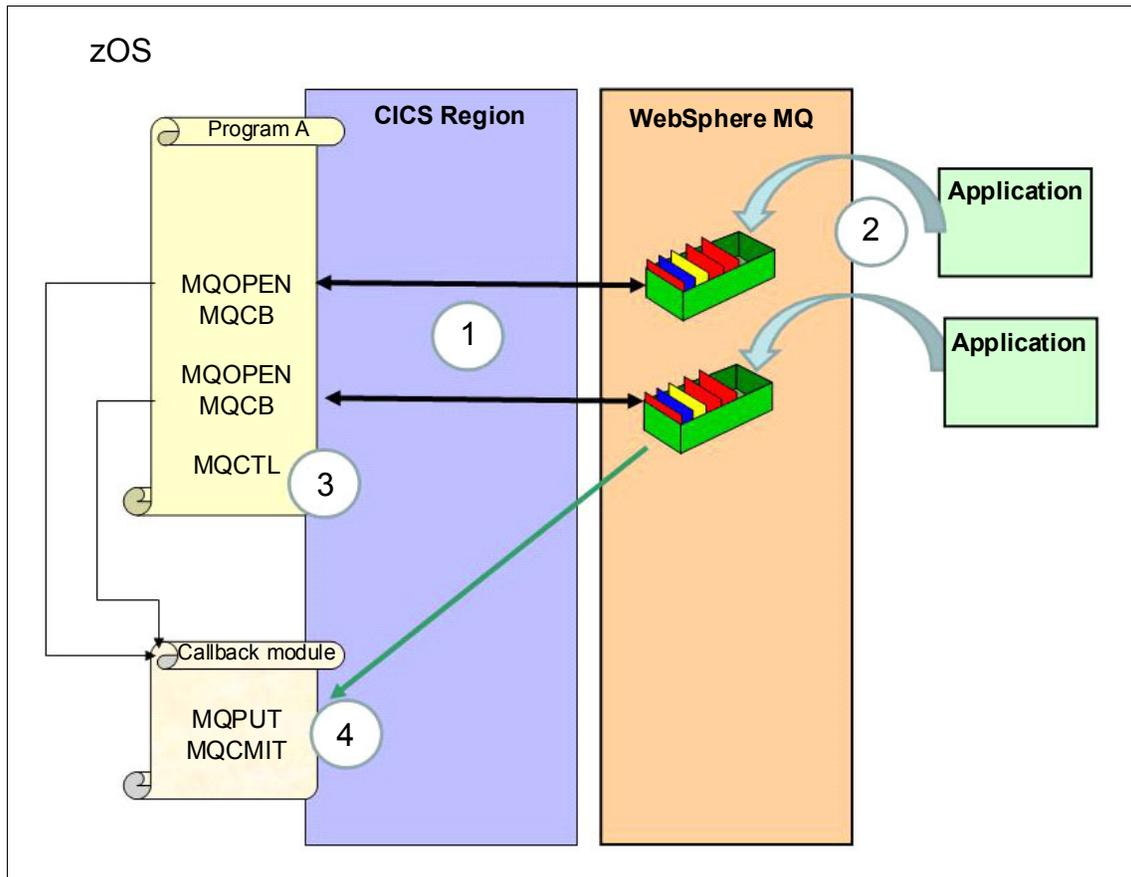 zOS
CICS Region
WebSphere MQ
Program A
Application
2
MQOPEN
MQCB
1
Application
MQOPEN
MQCB
MQCTL
3
Callback module
MQPUT
MQCMIT
4